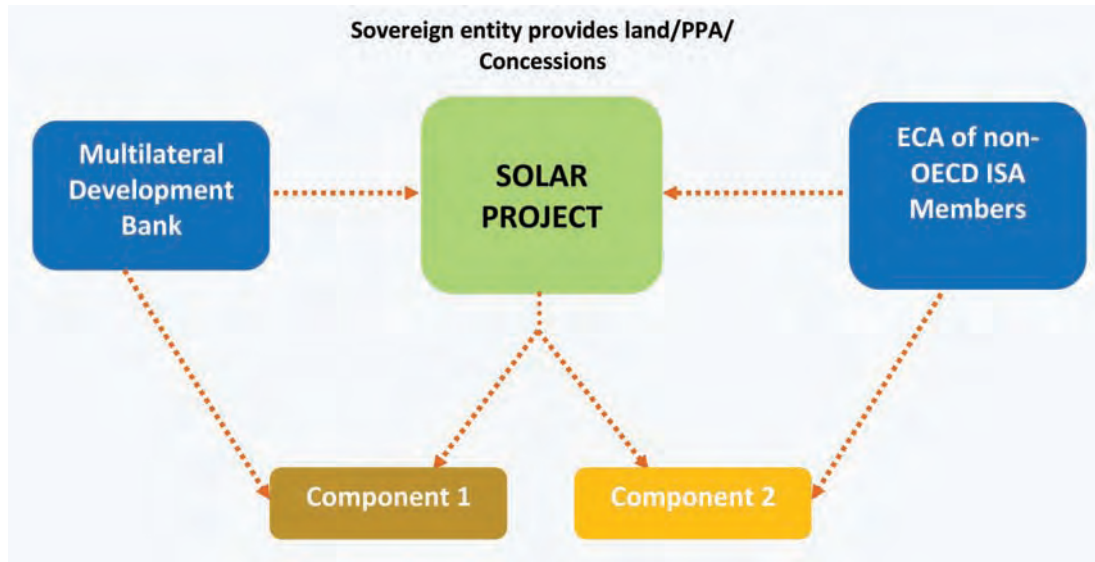 Sovereign entity provides land/PPA/
Concessions
Multilateral
Development
Bank
SOLAR
PROJECT
ECA of non-
OECD ISA
Members
Component 1
Component 2